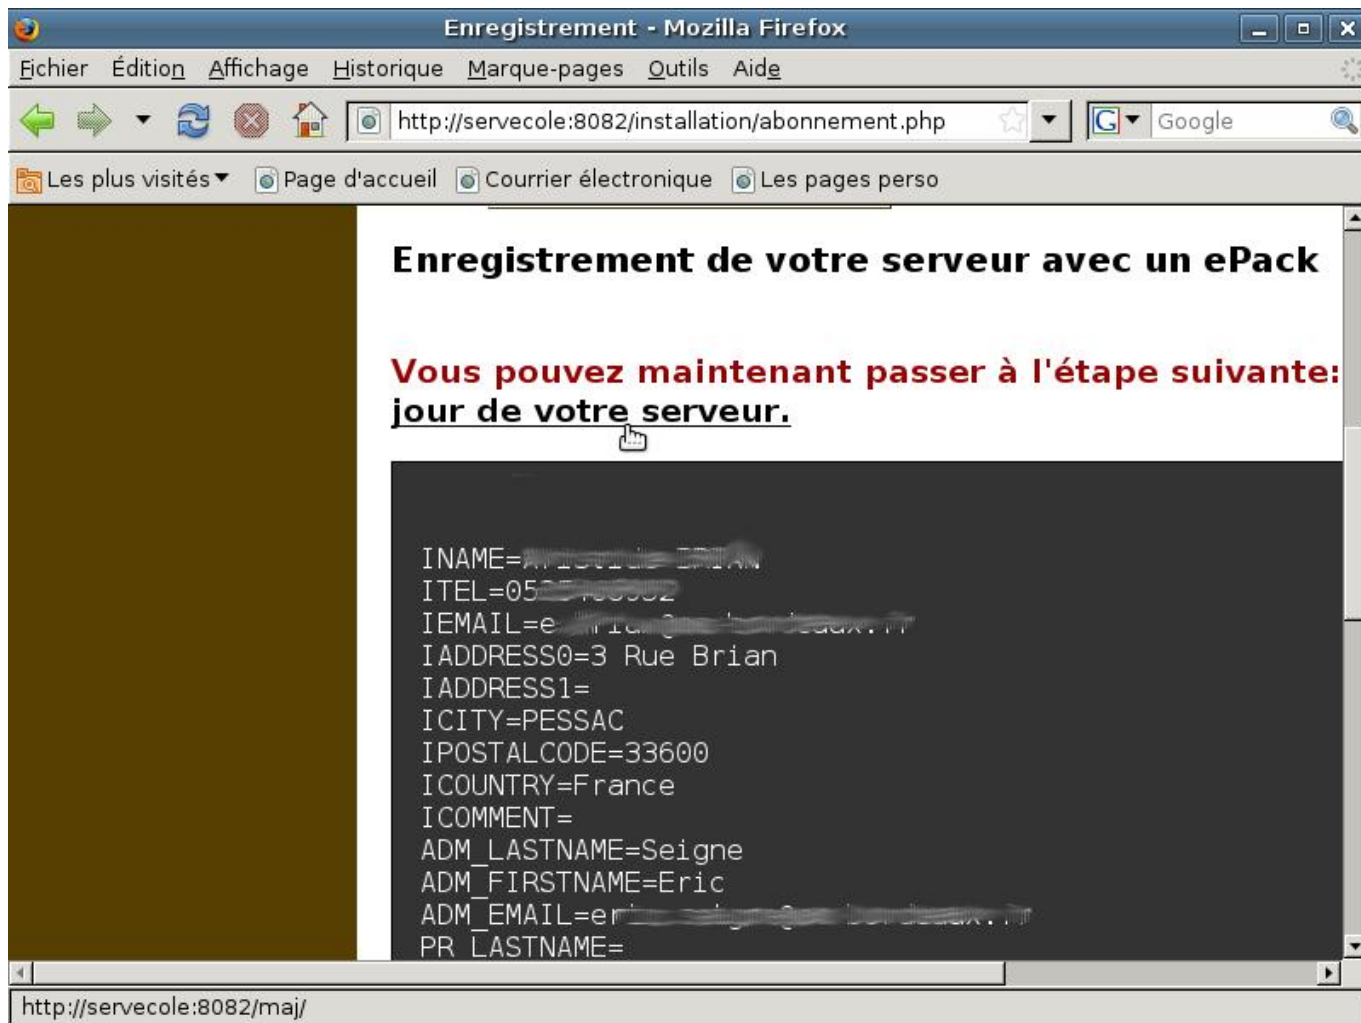 Enregistrement - Mozilla Firefox
Fichier Édition Affichage Historique Marque-pages Outils Aide
http://servecole:8082/installation/abonnement.php Google
Les plus visités Page d'accueil Courrier électronique Les pages perso
Enregistrement de votre serveur avec un ePack
Vous pouvez maintenant passer à l'étape suivante:
jour de votre serveur.
INAME=
ITEL=05
IEMAIL=e
IADDRESS0=3 Rue Brian
IADDRESS1=
ICITY=PESSAC
IPOSTALCODE=33600
ICOUNTRY=France
ICOMMENT=
ADM_LASTNAME=Seigne
ADM_FIRSTNAME=Eric
ADM_EMAIL=er
PR_LASTNAME=
http://servecole:8082/maj/